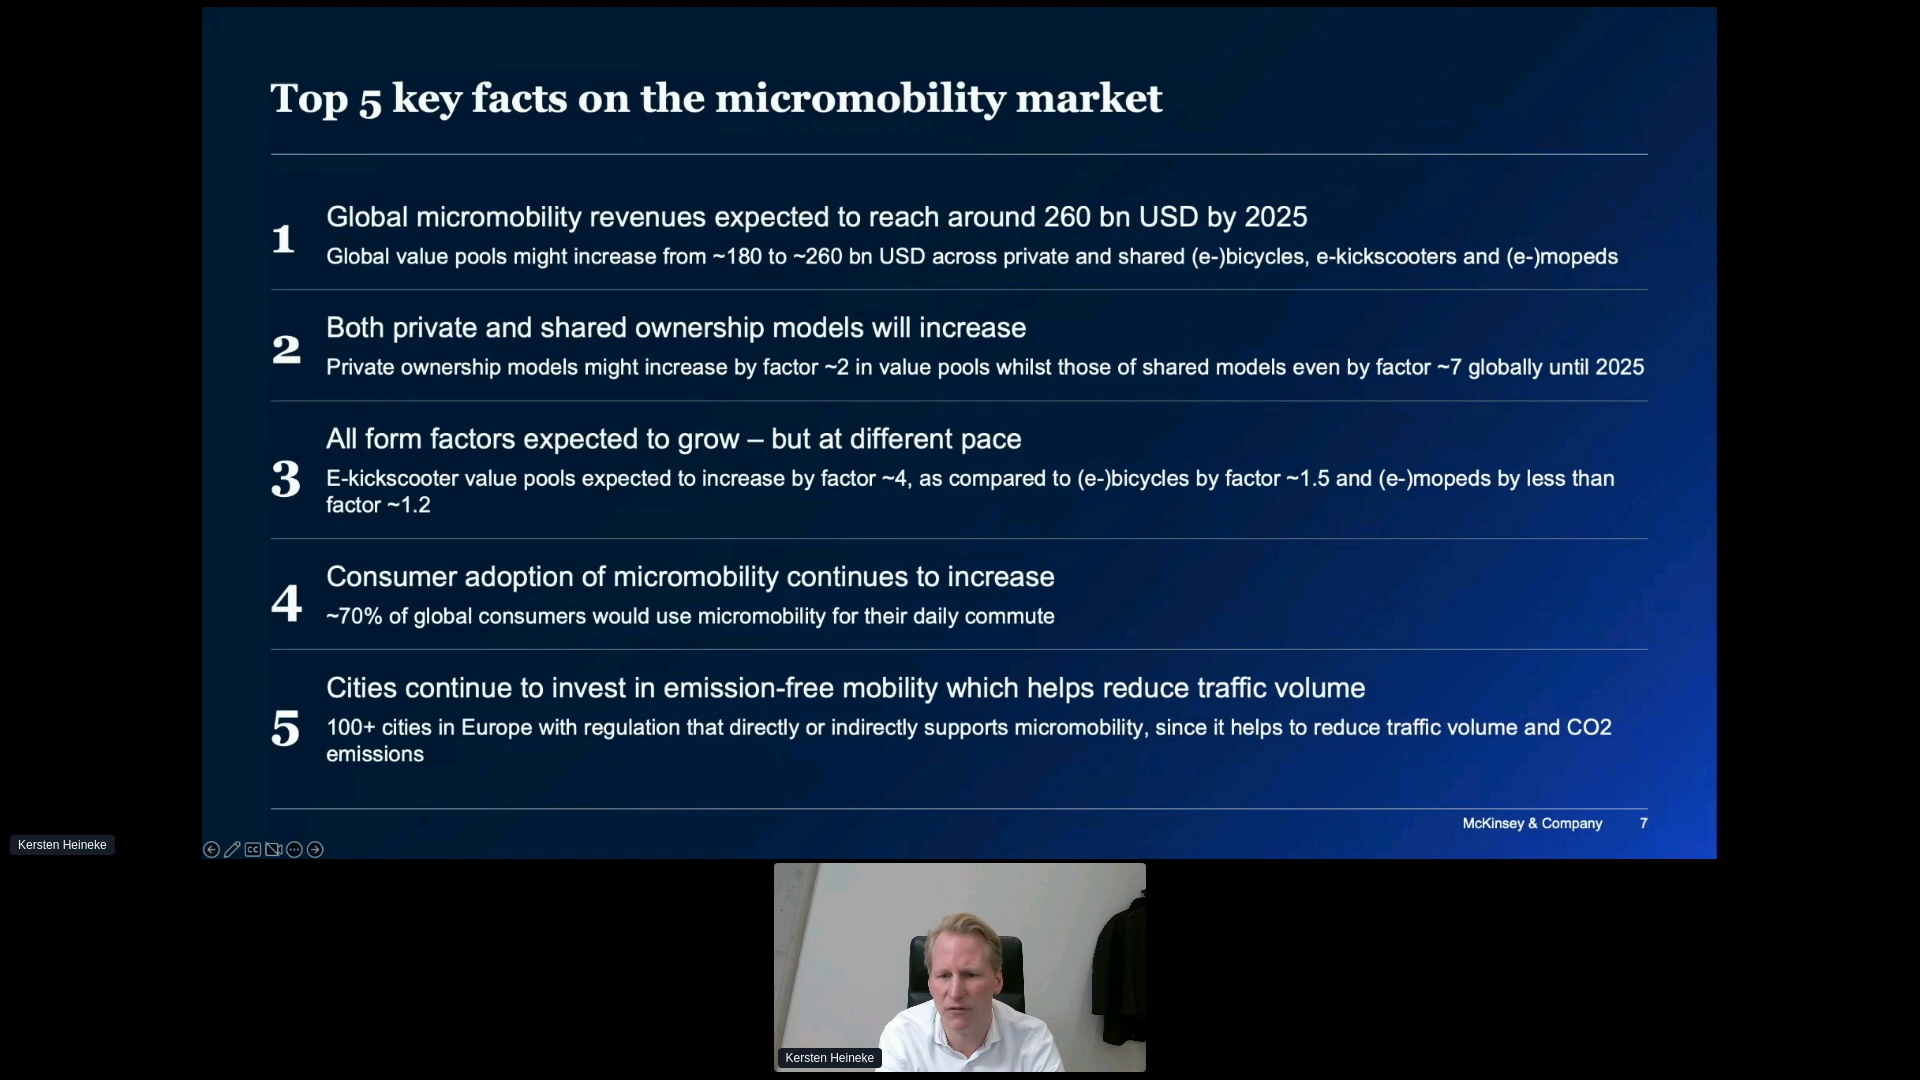 Top 5 key facts on the micromobility market
1
Global micromobility revenues expected to reach around 260 bn USD by 2025
Global value pools might increase from ~180 to ~260 bn USD across private and shared (e-)bicycles, e-kickscooters and (e-)mopeds
2
Both private and shared ownership models will increase
Private ownership models might increase by factor ~2 in value pools whilst those of shared models even by factor ~7 globally until 2025
3
All form factors expected to grow – but at different pace
E-kickscooter value pools expected to increase by factor ~4, as compared to (e-)bicycles by factor ~1.5 and (e-)mopeds by less than
factor ~1.2
4
Consumer adoption of micromobility continues to increase
~70% of global consumers would use micromobility for their daily commute
5
Cities continue to invest in emission-free mobility which helps reduce traffic volume
100+ cities in Europe with regulation that directly or indirectly supports micromobility, since it helps to reduce traffic volume and CO2
emissions
McKinsey & Company 7
Kersten Heineke
CC
Kersten Heineke